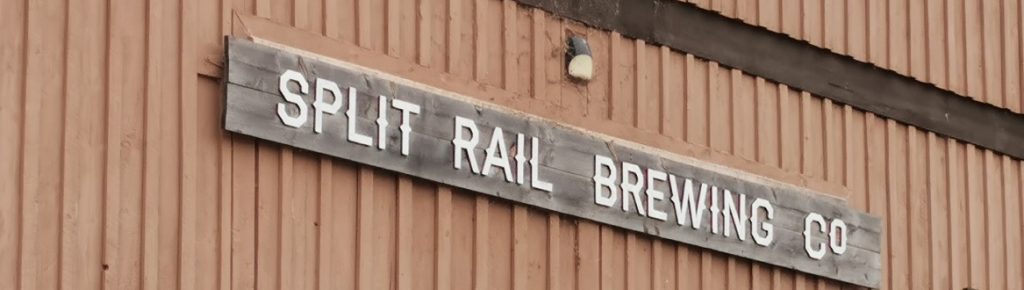 SPLIT RAIL BREWING CO